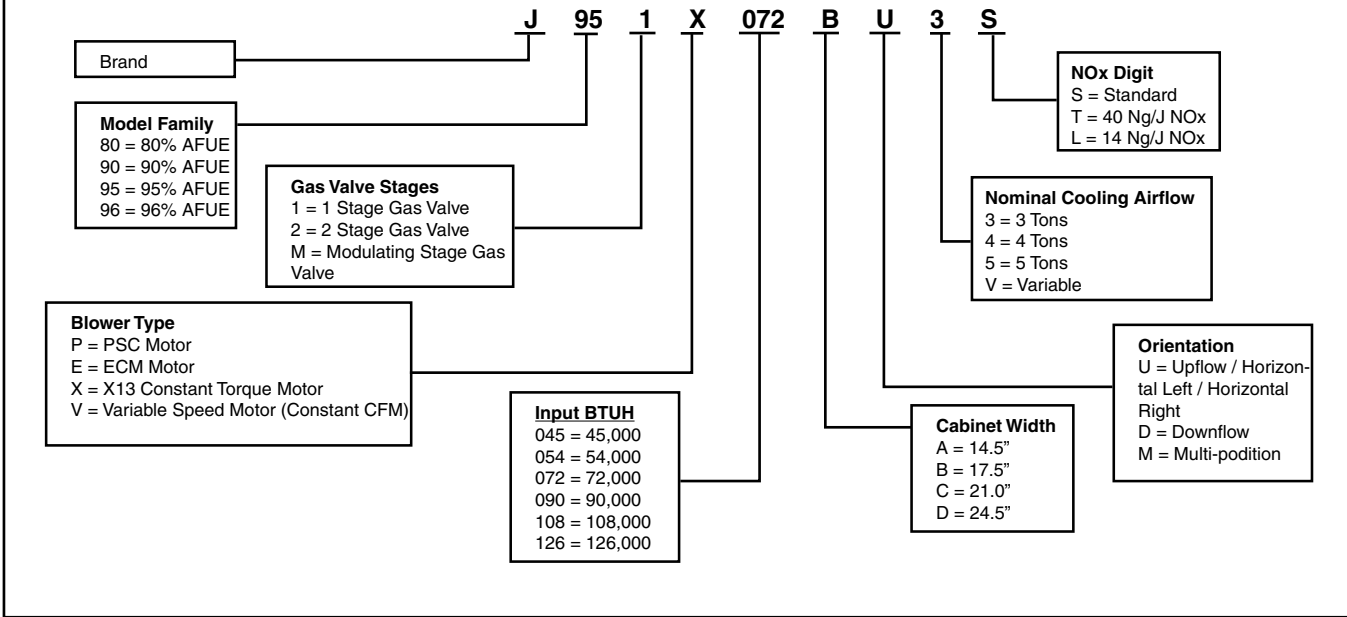 J 95 1 X 072 B U 3 S
Brand
Model Family
80 = 80% AFUE
90 = 90% AFUE
95 = 95% AFUE
96 = 96% AFUE
Gas Valve Stages
1 = 1 Stage Gas Valve
2 = 2 Stage Gas Valve
M = Modulating Stage Gas
Valve
Blower Type
P = PSC Motor
E = ECM Motor
X = X13 Constant Torque Motor
V = Variable Speed Motor (Constant CFM)
Input BTUH
045 = 45,000
054 = 54,000
072 = 72,000
090 = 90,000
108 = 108,000
126 = 126,000
Cabinet Width
A = 14.5”
B = 17.5”
C = 21.0”
D = 24.5”
Orientation
U = Upflow / Horizon-
tal Left / Horizontal
Right
D = Downflow
M = Multi-podition
Nominal Cooling Airflow
3 = 3 Tons
4 = 4 Tons
5 = 5 Tons
V = Variable
NOx Digit
S = Standard
T = 40 Ng/J NOx
L = 14 Ng/J NOx